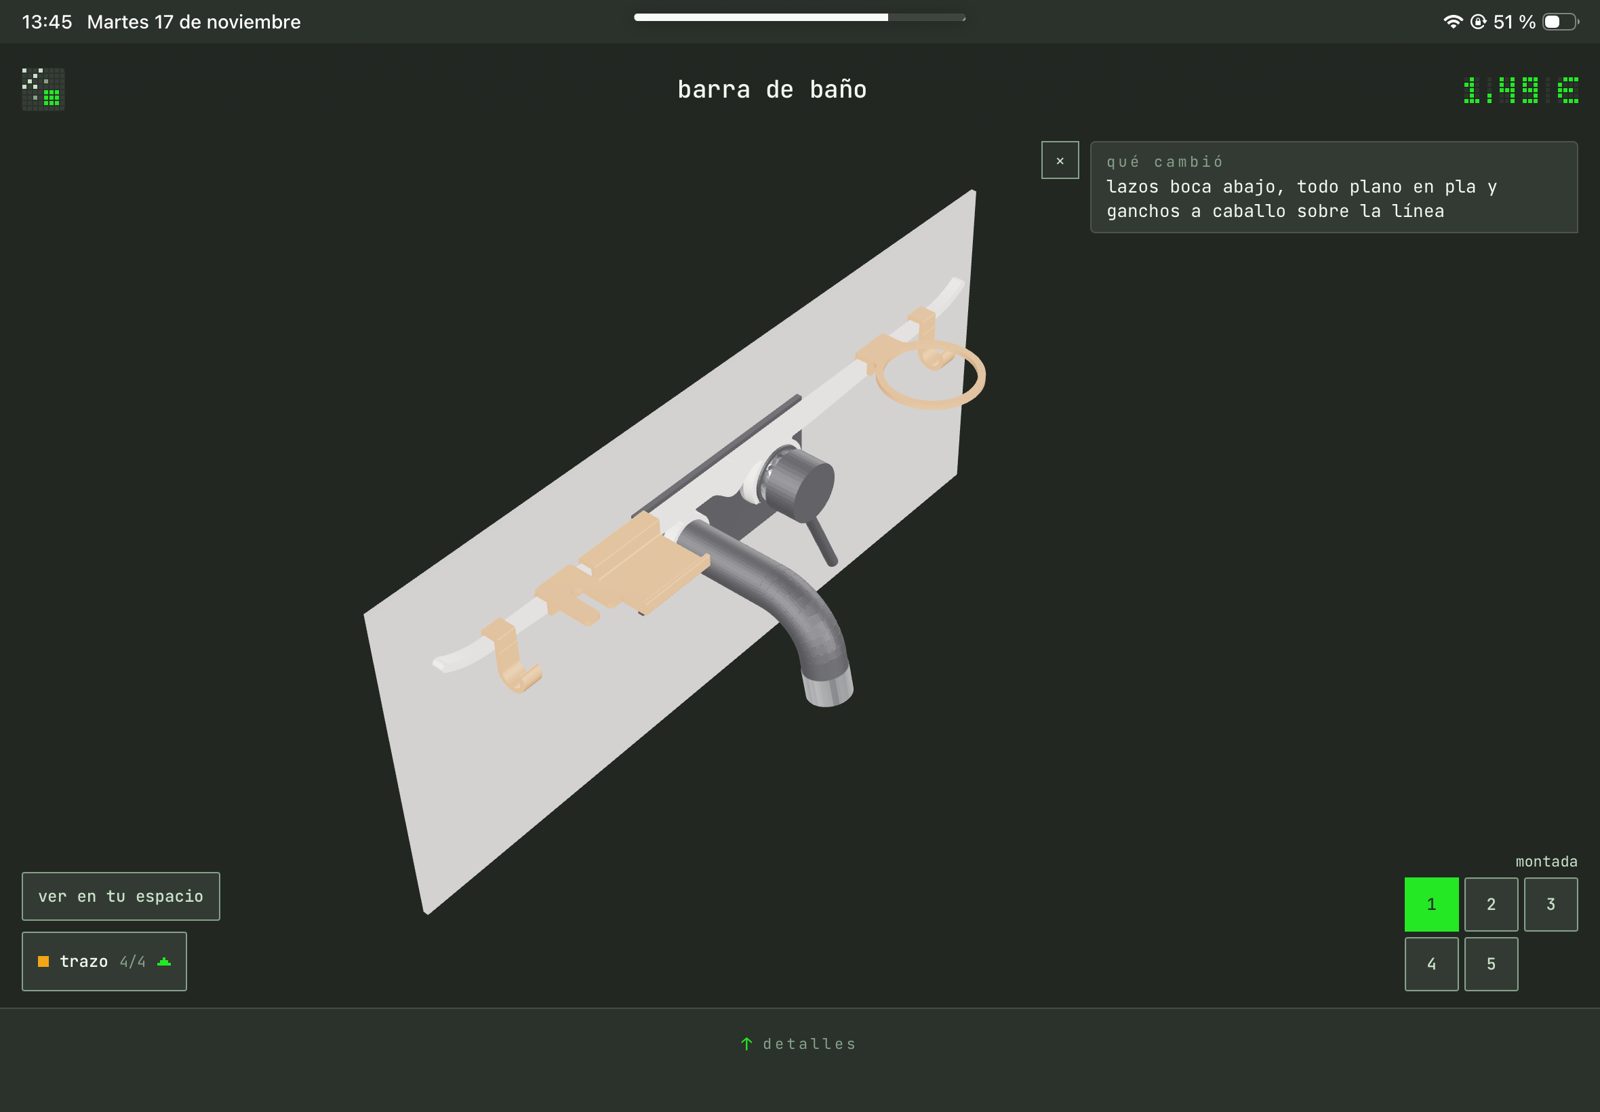 13:45 Martes 17 de noviembre
51 %
barra de baño
1,49 €
×
qué cambió
lazos boca abajo, todo plano en pla y
ganchos a caballo sobre la línea
ver en tu espacio
trazo 4/4
montada
1 2 3
4 5
↑ detalles